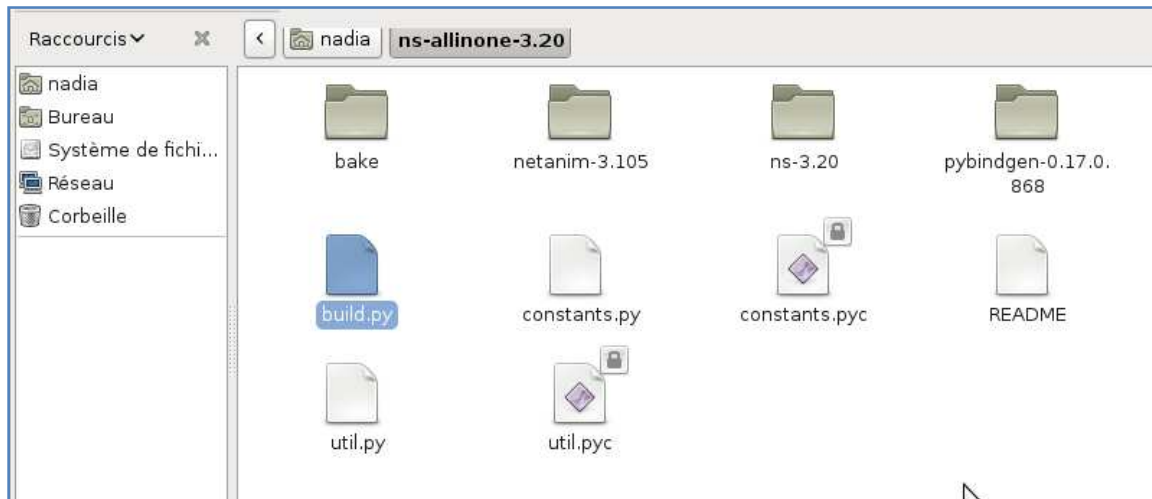 Raccourcis
nadia
ns-allinone-3.20
nadia
Bureau
Système de fichi...
Réseau
Corbeille
bake
netanim-3.105
ns-3.20
pybindgen-0.17.0.
868
build.py
constants.py
constants.pyc
README
util.py
util.pyc